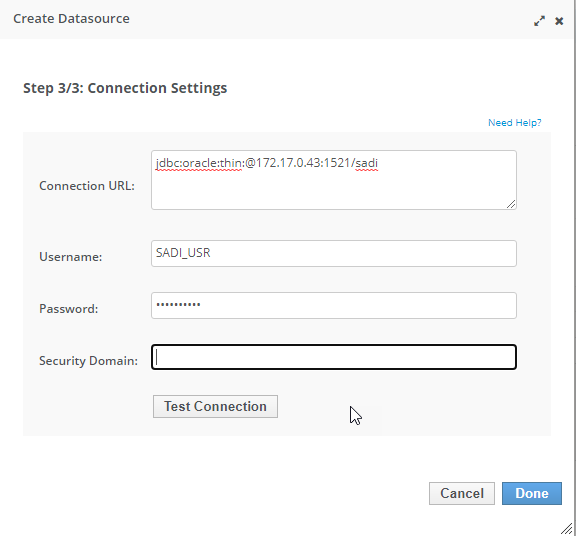 Create Datasource
Step 3/3: Connection Settings
Need Help?
Connection URL: jdbc:oracle:thin:@172.17.0.43:1521/sadi
Username: SADI_USR
Password: ••••••••••
Security Domain:
Test Connection
Cancel Done